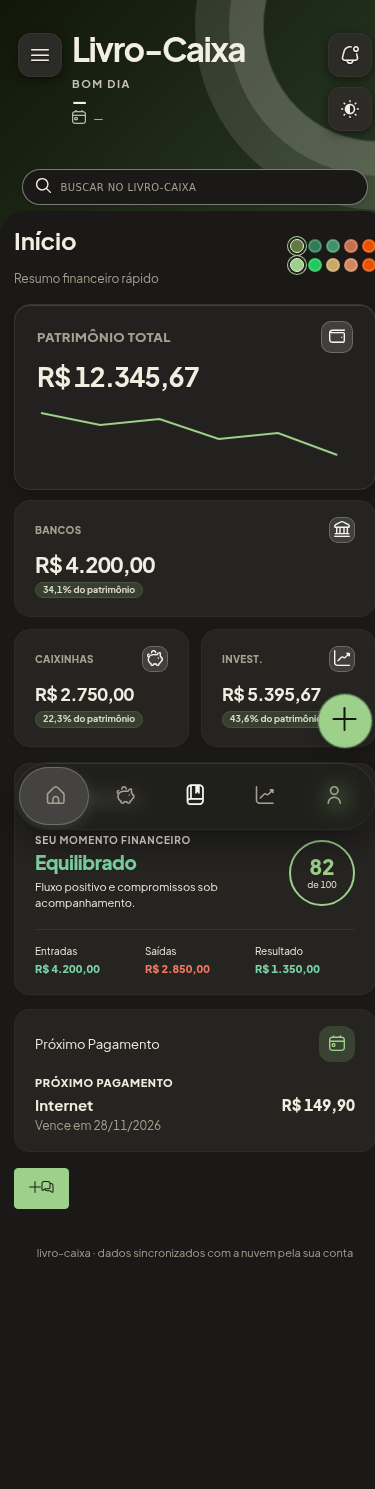 Livro-Caixa
BOM DIA
—
—
BUSCAR NO LIVRO-CAIXA
Início
Resumo financeiro rápido
PATRIMÔNIO TOTAL
R$ 12.345,67
BANCOS
R$ 4.200,00
34,1% do patrimônio
CAIXINHAS
R$ 2.750,00
22,3% do patrimônio
INVEST.
R$ 5.395,67
43,6% do patrimônio
SEU MOMENTO FINANCEIRO
Equilibrado
Fluxo positivo e compromissos sob
acompanhamento.
82
de 100
Entradas
R$ 4.200,00
Saídas
R$ 2.850,00
Resultado
R$ 1.350,00
Próximo Pagamento
PRÓXIMO PAGAMENTO
Internet
R$ 149,90
Vence em 28/11/2026
livro-caixa · dados sincronizados com a nuvem pela sua conta